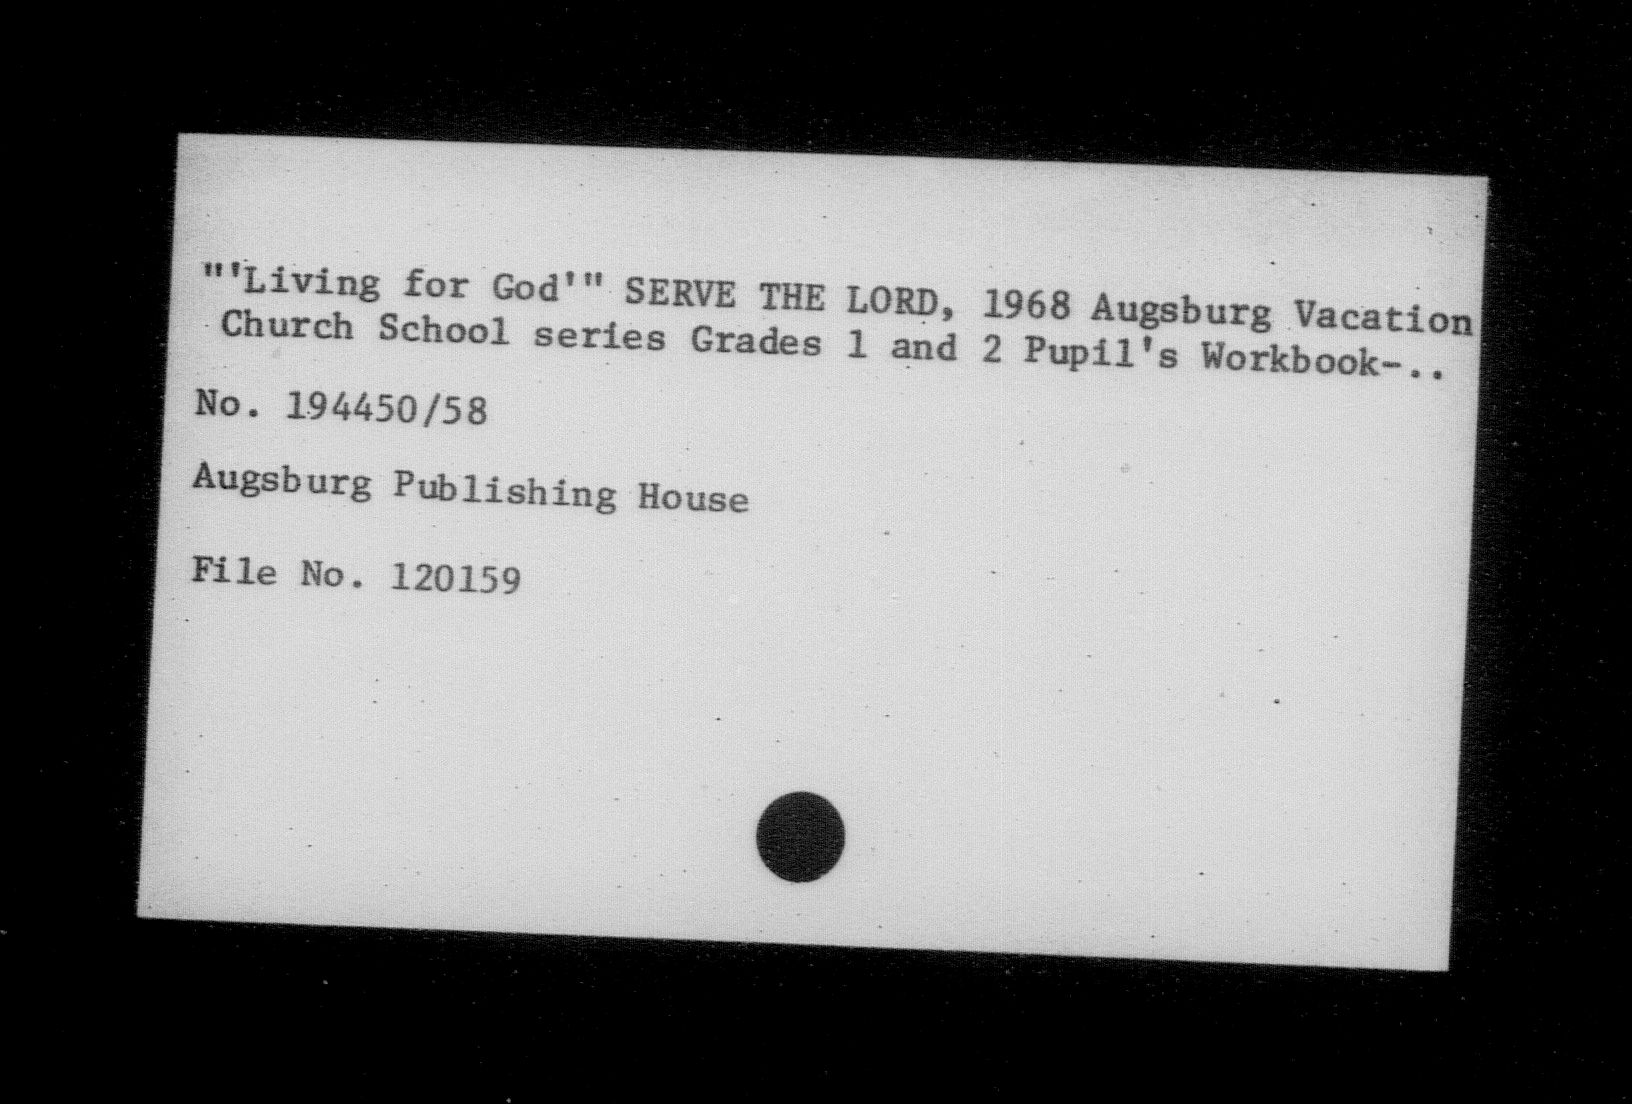 "'Living for God'" SERVE THE LORD, 1968 Augsburg Vacation
Church School series Grades 1 and 2 Pupil's Workbook-..
No. 194450/58
Augsburg Publishing House
File No. 120159